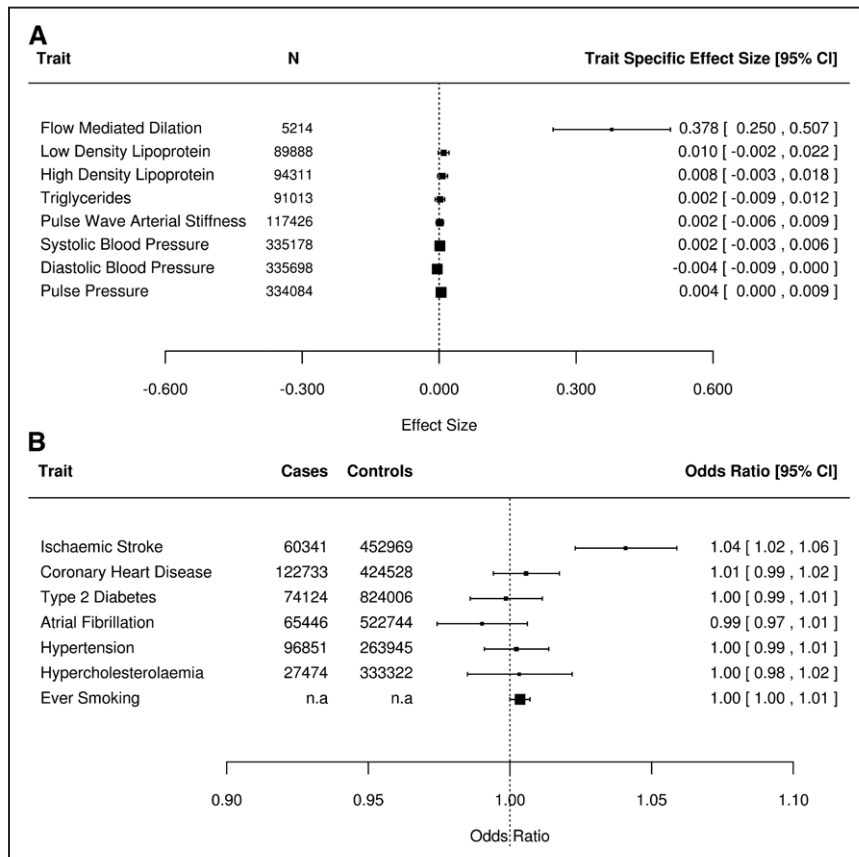 A
Trait N Trait Specific Effect Size [95% CI]
Flow Mediated Dilation 5214 0.378 [ 0.250 , 0.507 ]
Low Density Lipoprotein 89888 0.010 [ -0.002 , 0.022 ]
High Density Lipoprotein 94311 0.008 [ -0.003 , 0.018 ]
Triglycerides 91013 0.002 [ -0.009 , 0.012 ]
Pulse Wave Arterial Stiffness 117426 0.002 [ -0.006 , 0.009 ]
Systolic Blood Pressure 335178 0.002 [ -0.003 , 0.006 ]
Diastolic Blood Pressure 335698 -0.004 [ -0.009 , 0.000 ]
Pulse Pressure 334084 0.004 [ 0.000 , 0.009 ]
-0.600 -0.300 0.000 0.300 0.600
Effect Size
B
Trait Cases Controls Odds Ratio [95% CI]
Ischaemic Stroke 60341 452969 1.04 [ 1.02 , 1.06 ]
Coronary Heart Disease 122733 424528 1.01 [ 0.99 , 1.02 ]
Type 2 Diabetes 74124 824006 1.00 [ 0.99 , 1.01 ]
Atrial Fibrillation 65446 522744 0.99 [ 0.97 , 1.01 ]
Hypertension 96851 263945 1.00 [ 0.99 , 1.01 ]
Hypercholesterolaemia 27474 333322 1.00 [ 0.98 , 1.02 ]
Ever Smoking n.a n.a 1.00 [ 1.00 , 1.01 ]
0.90 0.95 1.00 1.05 1.10
Odds Ratio